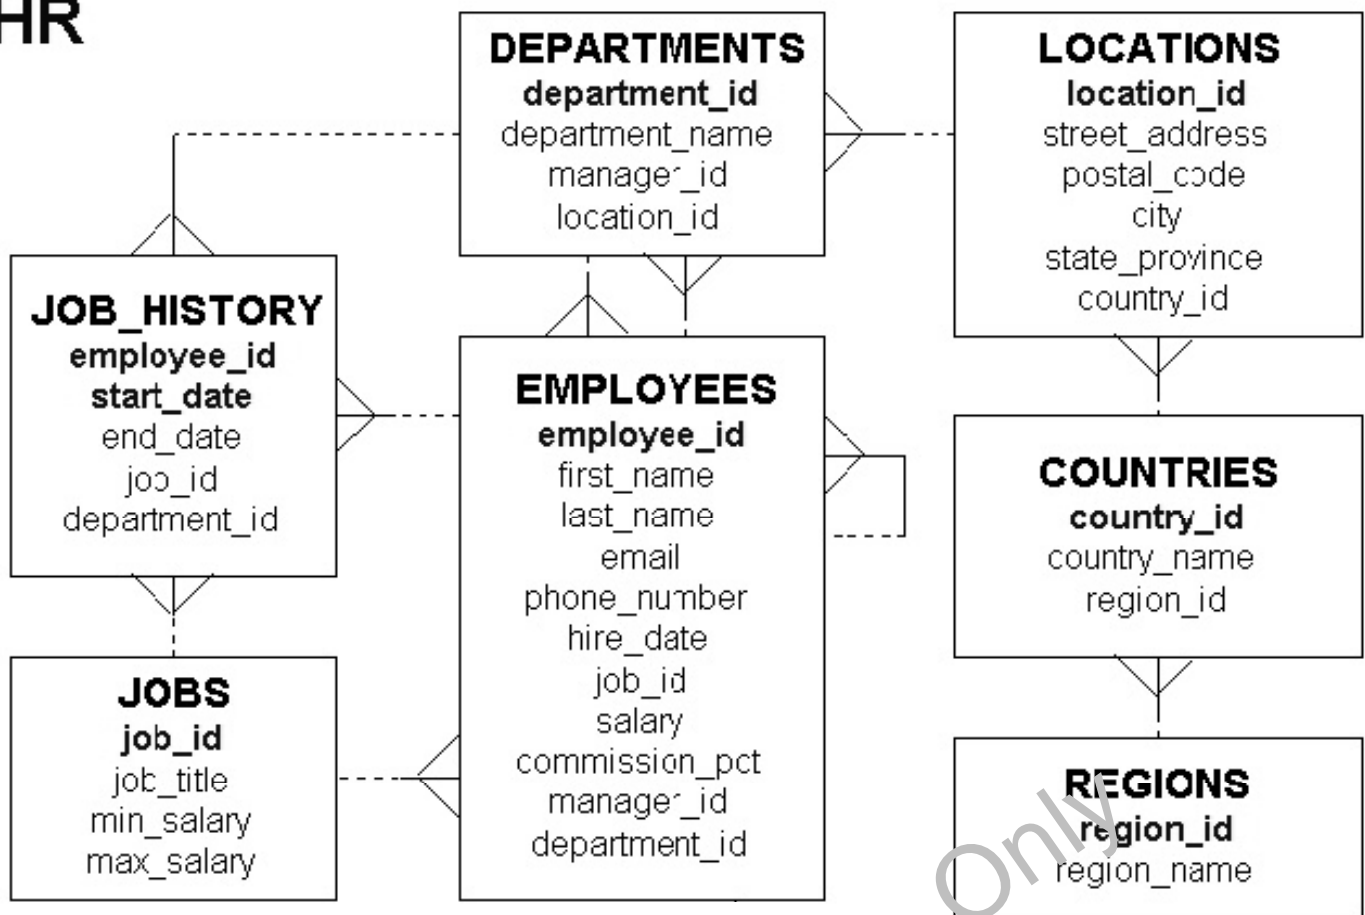 HR
DEPARTMENTS
department_id
department_name
manager_id
location_id
LOCATIONS
location_id
street_address
postal_code
city
state_province
country_id
JOB_HISTORY
employee_id
start_date
end_date
job_id
department_id
EMPLOYEES
employee_id
first_name
last_name
email
phone_number
hire_date
job_id
salary
commission_pct
manager_id
department_id
COUNTRIES
country_id
country_name
region_id
JOBS
job_id
job_title
min_salary
max_salary
REGIONS
region_id
region_name
Only